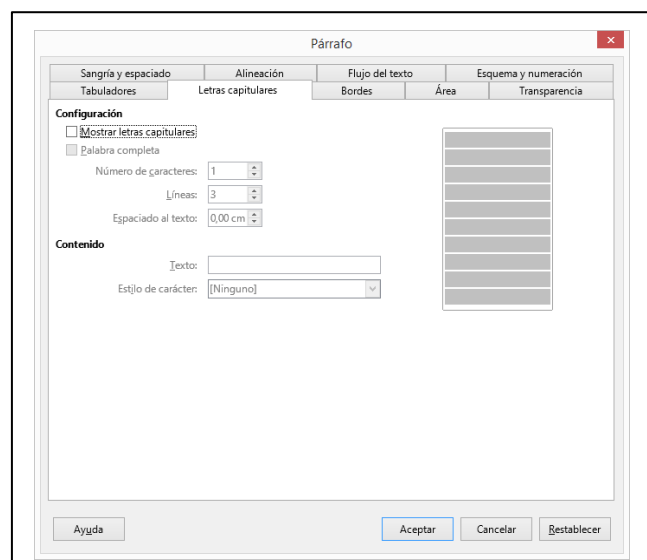 Párrafo
Sangría y espaciado Alineación Flujo del texto Esquema y numeración
Tabuladores Letras capitulares Bordes Área Transparencia
Configuración
Mostrar letras capitulares
Palabra completa
Número de caracteres: 1
Líneas: 3
Espaciado al texto: 0,00 cm
Contenido
Texto:
Estilo de carácter: [Ninguno]
Ayuda Aceptar Cancelar Restablecer